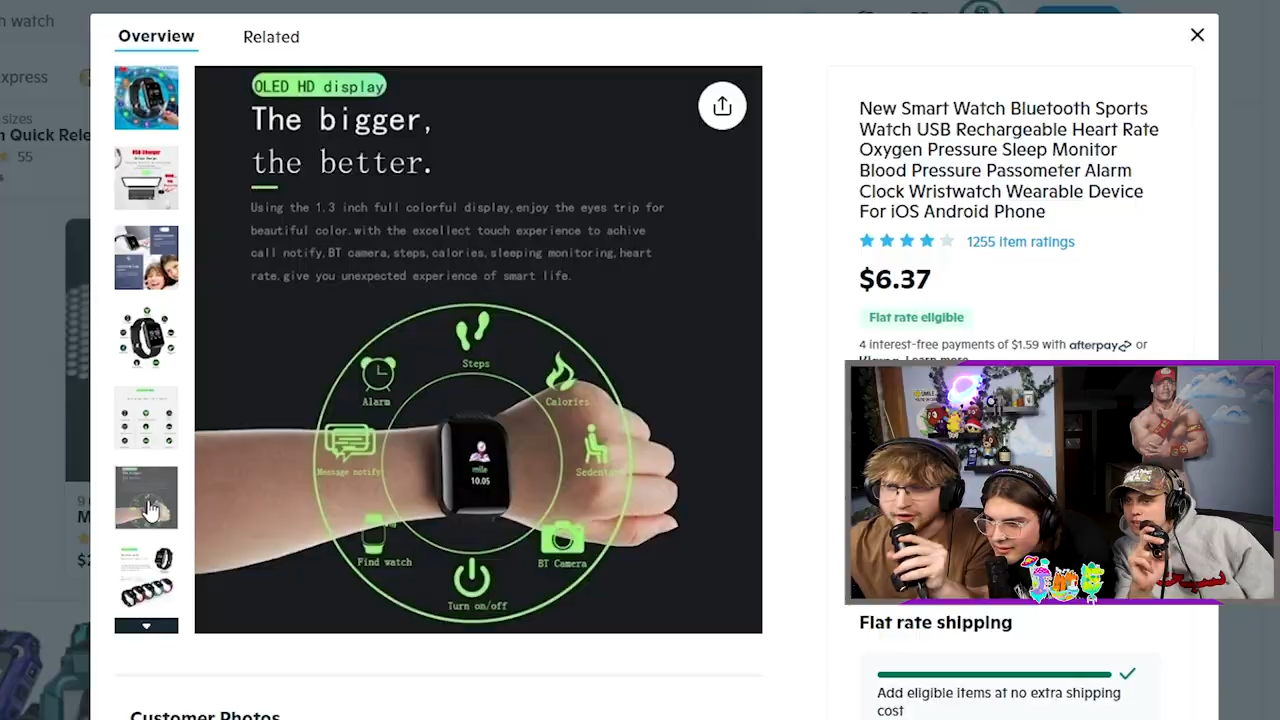 h watch
Overview
Related
xpress
sizes
n Quick Rele
55
OLED HD display
The bigger,
the better.
Using the 1.3 inch full colorful display,enjoy the eyes trip for
beautiful color.with the excellect touch experience to achive
call notify,BT camera,steps,calories,sleeping monitoring,heart
rate.give you unexpected experience of smart life.
Steps
Alarm
Calories
Message notify
Sedenta
mile
10.05
Find watch
BT Camera
Turn on/off
New Smart Watch Bluetooth Sports
Watch USB Rechargeable Heart Rate
Oxygen Pressure Sleep Monitor
Blood Pressure Passometer Alarm
Clock Wristwatch Wearable Device
For iOS Android Phone
1255 item ratings
$6.37
Flat rate eligible
4 interest-free payments of $1.59 with afterpay or
Klarna. Learn more
Flat rate shipping
Add eligible items at no extra shipping
cost
Customer Photos